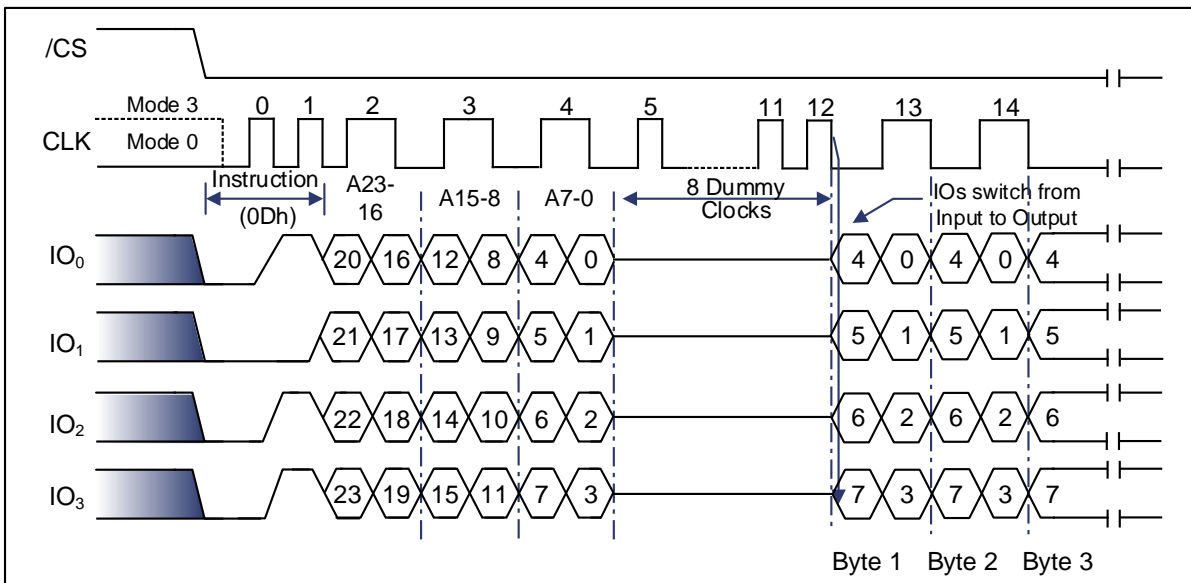 /CS
Mode 3 0 1 2 3 4 5 11 12 13 14
CLK Mode 0
Instruction
(0Dh)
A23-
16
A15-8
A7-0
8 Dummy
Clocks
IOs switch from
Input to Output
IO0 20 16 12 8 4 0 4 0 4 0 4
IO1 21 17 13 9 5 1 5 1 5 1 5
IO2 22 18 14 10 6 2 6 2 6 2 6
IO3 23 19 15 11 7 3 7 3 7 3 7
Byte 1 Byte 2 Byte 3